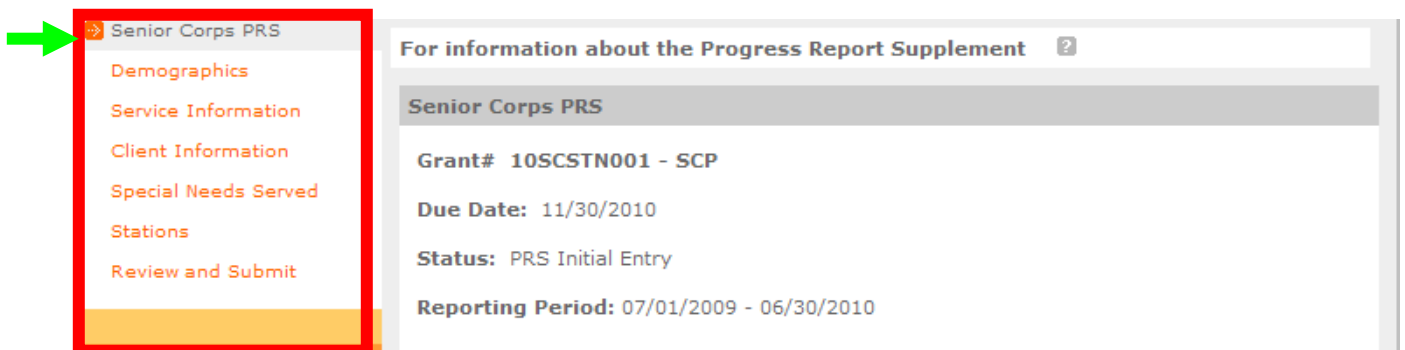 Senior Corps PRS
Demographics
Service Information
Client Information
Special Needs Served
Stations
Review and Submit
For information about the Progress Report Supplement ?
Senior Corps PRS
Grant# 10SCSTN001 - SCP
Due Date: 11/30/2010
Status: PRS Initial Entry
Reporting Period: 07/01/2009 - 06/30/2010